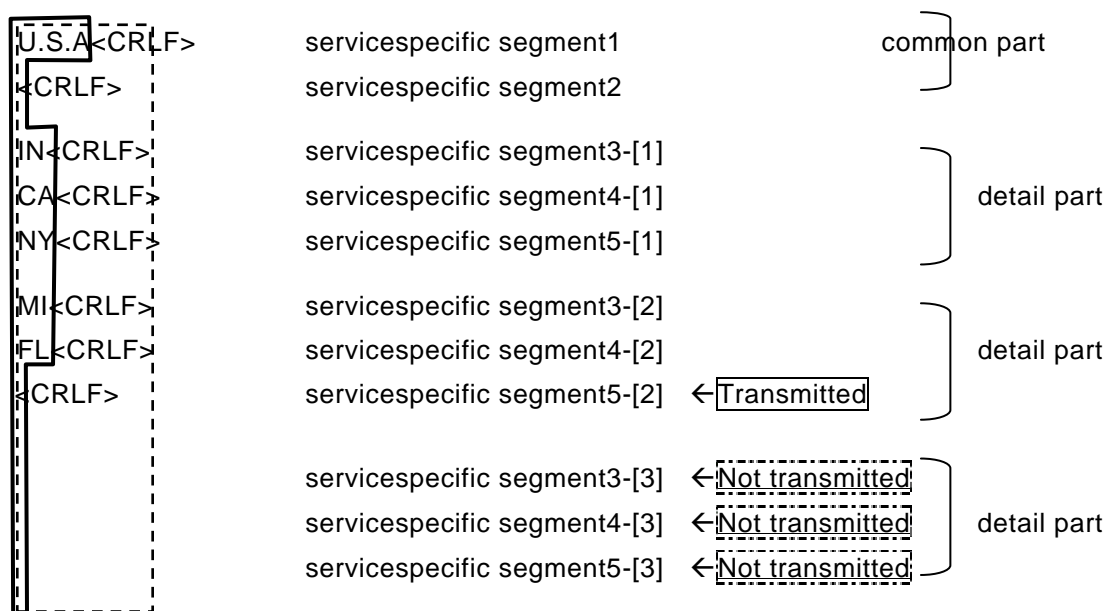 U.S.A<CRLF> servicespecific segment1 common part
<CRLF> servicespecific segment2
IN<CRLF> servicespecific segment3-[1]
CA<CRLF> servicespecific segment4-[1] detail part
NY<CRLF> servicespecific segment5-[1]
MI<CRLF> servicespecific segment3-[2]
FL<CRLF> servicespecific segment4-[2] detail part
<CRLF> servicespecific segment5-[2] ←Transmitted
servicespecific segment3-[3] ←Not transmitted
servicespecific segment4-[3] ←Not transmitted detail part
servicespecific segment5-[3] ←Not transmitted